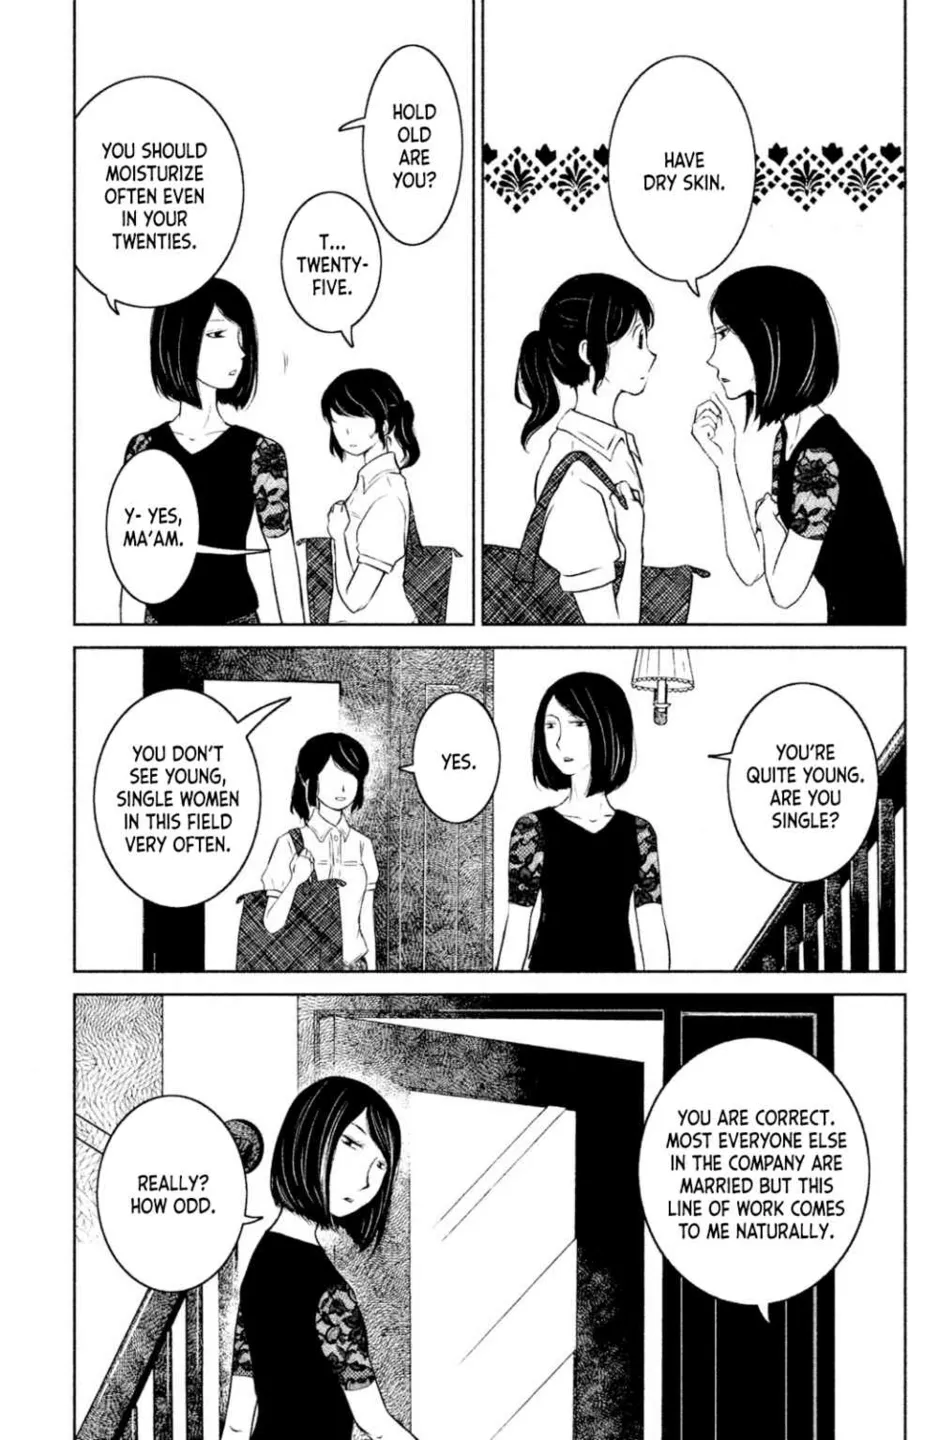 HAVE
DRY SKIN.
HOLD
OLD
ARE
YOU?
T...
TWENTY-
FIVE.
YOU SHOULD
MOISTURIZE
OFTEN EVEN
IN YOUR
TWENTIES.
Y- YES,
MA'AM.
YOU'RE
QUITE YOUNG.
ARE YOU
SINGLE?
YES.
YOU DON'T
SEE YOUNG,
SINGLE WOMEN
IN THIS FIELD
VERY OFTEN.
YOU ARE CORRECT.
MOST EVERYONE ELSE
IN THE COMPANY ARE
MARRIED BUT THIS
LINE OF WORK COMES
TO ME NATURALLY.
REALLY?
HOW ODD.